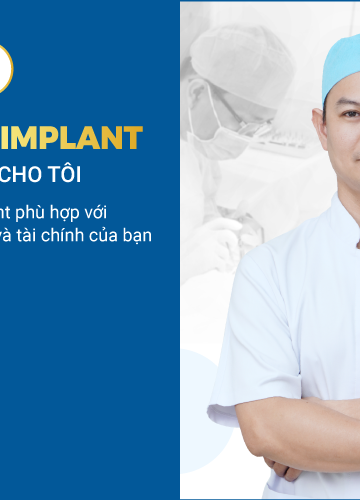 IMPLANT
CHO TÔI
nt phù hợp với
và tài chính của bạn